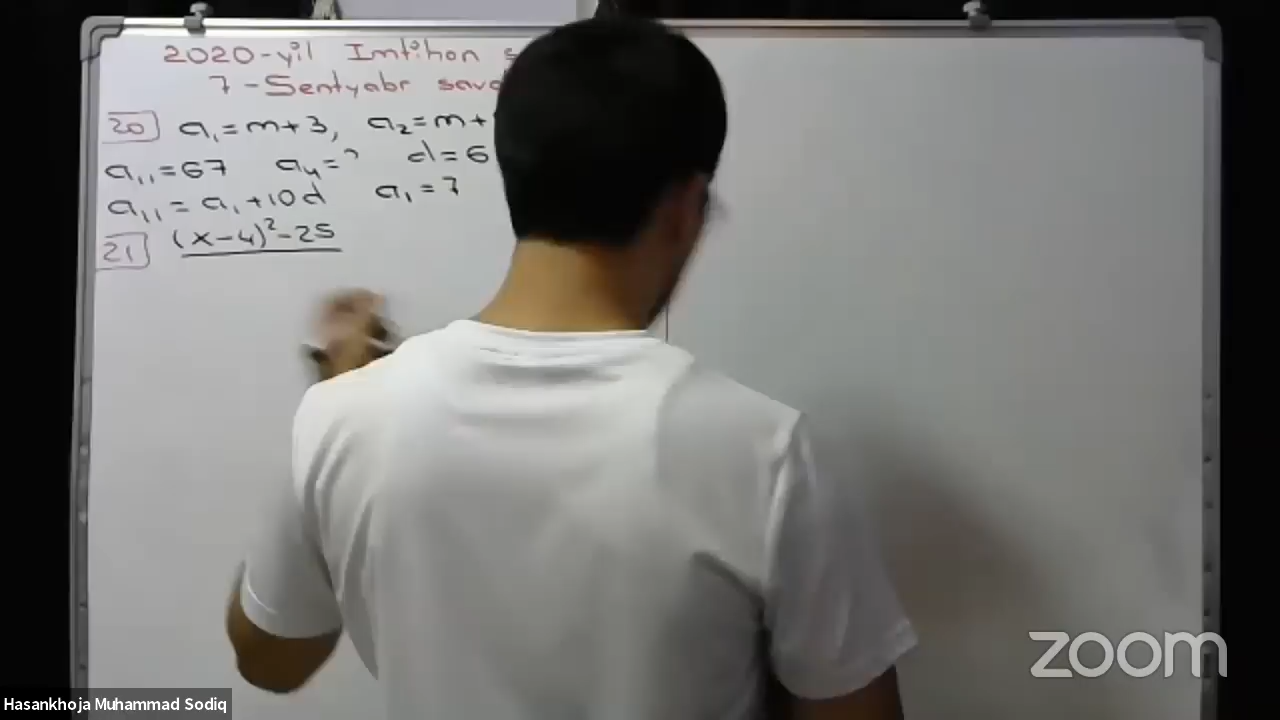 2020-yil Imtihon
7-Sentyabr
20 a₁=m+3, a₂=m+
a₁₁=67 a₄=? d=6
a₁₁=a₁+10d a₁=7
21 (x-4)²-25
zoom
Hasankhoja Muhammad Sodiq